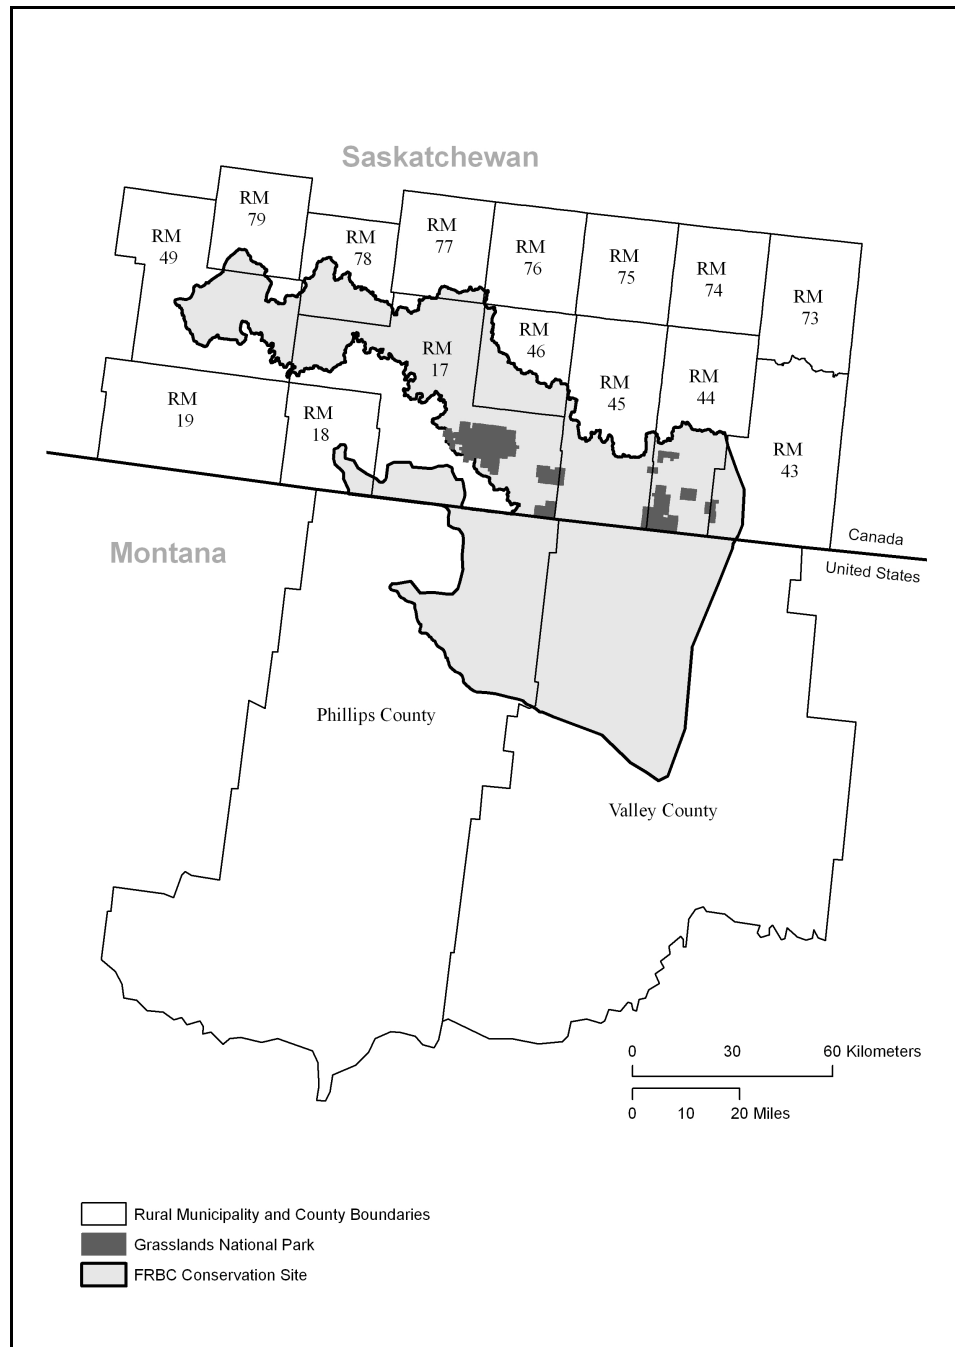 Saskatchewan
RM
79
RM
49
RM
78
RM
77
RM
76
RM
75
RM
74
RM
73
RM
46
RM
17
RM
45
RM
44
RM
19
RM
18
RM
43
Canada
United States
Montana
Phillips County
Valley County
0 30 60 Kilometers
0 10 20 Miles
Rural Municipality and County Boundaries
Grasslands National Park
FRBC Conservation Site